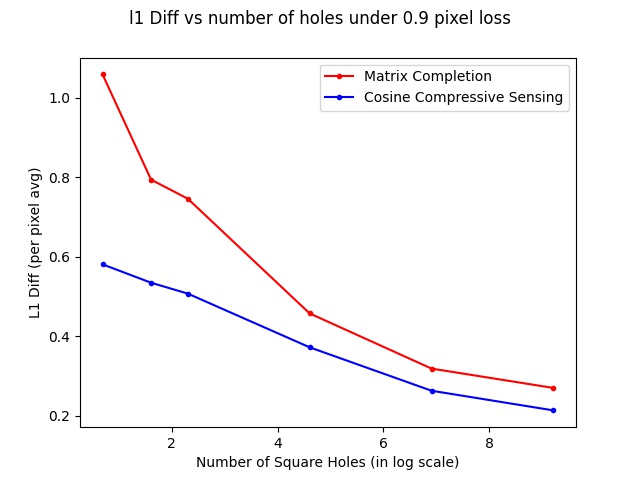 l1 Diff vs number of holes under 0.9 pixel loss
Matrix Completion
Cosine Compressive Sensing
L1 Diff (per pixel avg)
1.0
0.8
0.6
0.4
0.2
2 4 6 8
Number of Square Holes (in log scale)